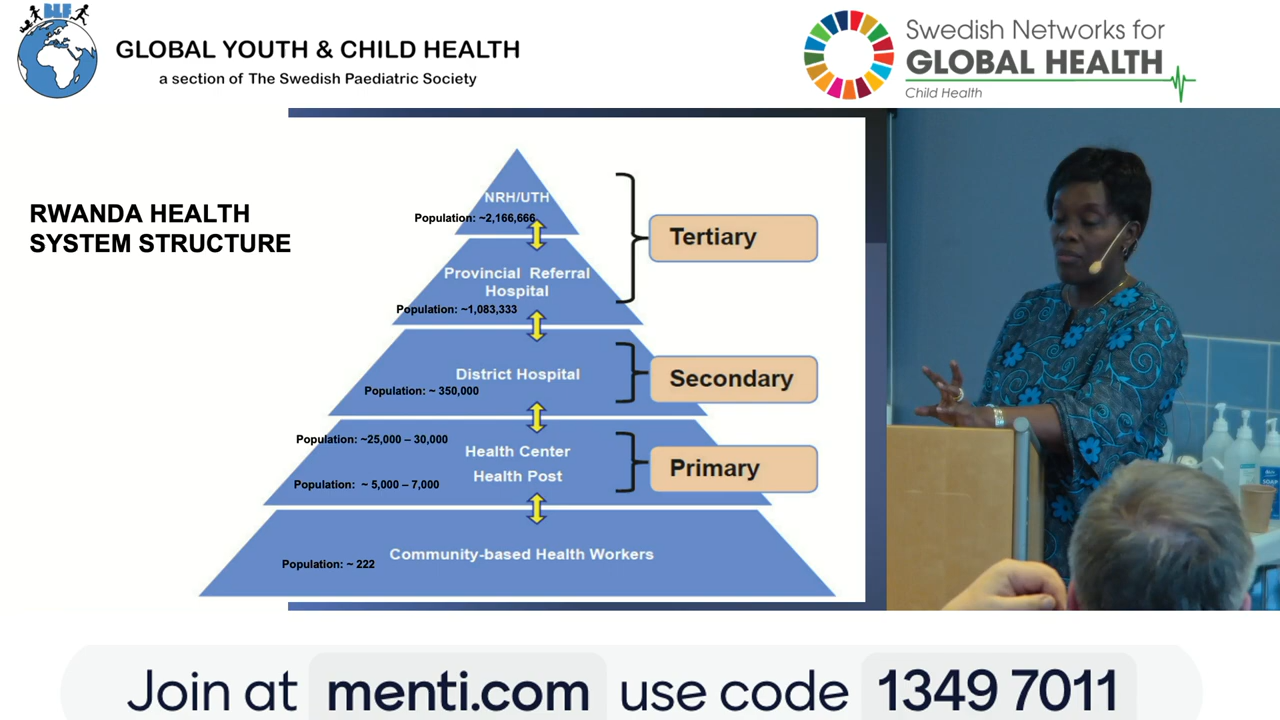 BLF
GLOBAL YOUTH & CHILD HEALTH
a section of The Swedish Paediatric Society
Swedish Networks for
GLOBAL HEALTH
Child Health
RWANDA HEALTH
SYSTEM STRUCTURE
NRH/UTH
Population: ~2,166,666
Tertiary
Provincial Referral
Hospital
Population: ~1,083,333
District Hospital
Secondary
Population: ~ 350,000
Population: ~25,000 – 30,000
Health Center
Primary
Health Post
Population: ~ 5,000 – 7,000
Community-based Health Workers
Population: ~ 222
SOAP
Join at menti.com use code 1349 7011